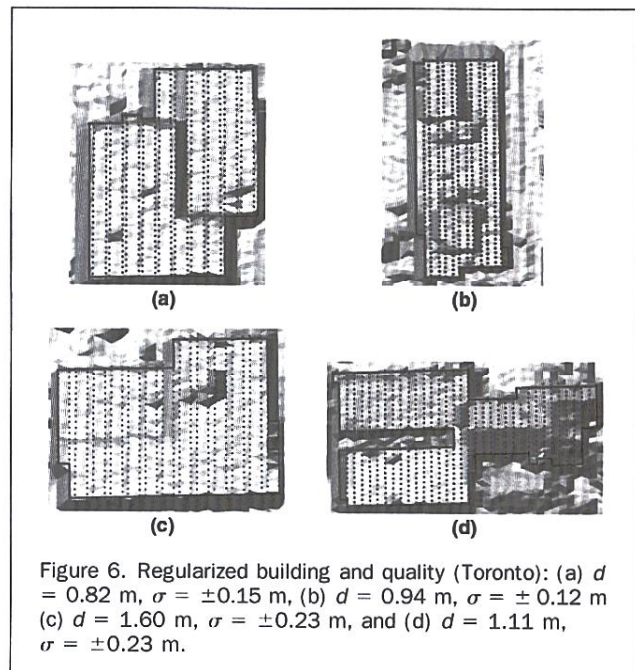 (a)
(b)
(c)
(d)
Figure 6. Regularized building and quality (Toronto): (a) d
= 0.82 m, σ = ±0.15 m, (b) d = 0.94 m, σ = ± 0.12 m
(c) d = 1.60 m, σ = ±0.23 m, and (d) d = 1.11 m,
σ = ±0.23 m.